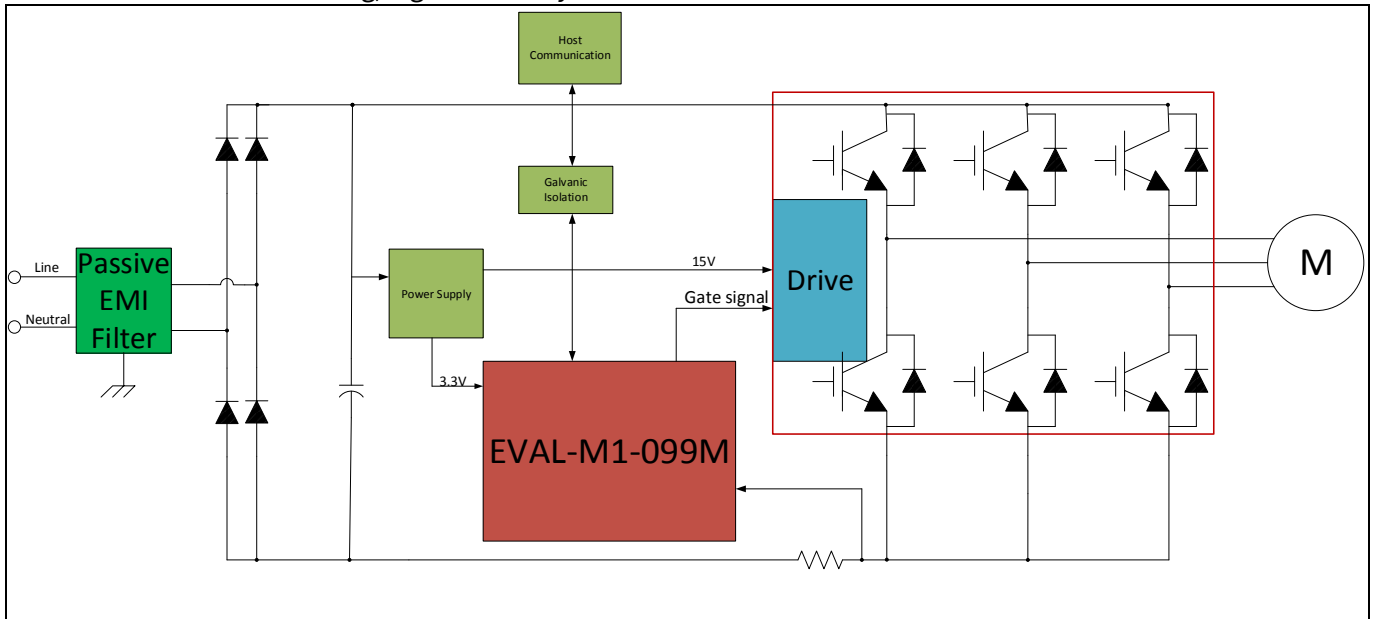 Host
Communication
Galvanic
Isolation
Line
Neutral
Passive
EMI
Filter
Power Supply
15V
Gate signal
3.3V
Drive
M
EVAL-M1-099M